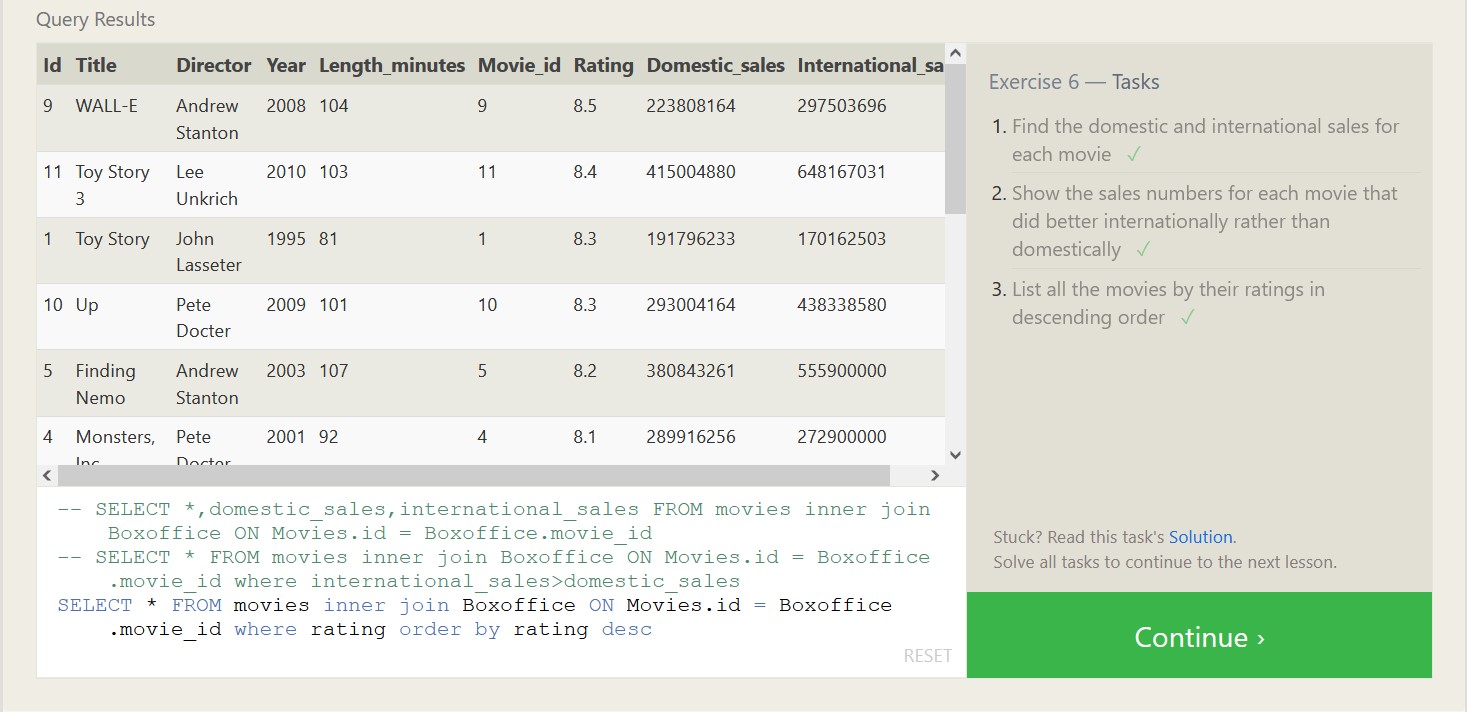 Query Results
Id Title Director Year Length_minutes Movie_id Rating Domestic_sales International_sa
9 WALL-E Andrew 2008 104 9 8.5 223808164 297503696
Stanton
11 Toy Story Lee 2010 103 11 8.4 415004880 648167031
3 Unkrich
1 Toy Story John 1995 81 1 8.3 191796233 170162503
Lasseter
10 Up Pete 2009 101 10 8.3 293004164 438338580
Docter
5 Finding Andrew 2003 107 5 8.2 380843261 555900000
Nemo Stanton
4 Monsters, Pete 2001 92 4 8.1 289916256 272900000
Inc. Docter
-- SELECT *,domestic_sales,international_sales FROM movies inner join
Boxoffice ON Movies.id = Boxoffice.movie_id
-- SELECT * FROM movies inner join Boxoffice ON Movies.id = Boxoffice
.movie_id where international_sales>domestic_sales
SELECT * FROM movies inner join Boxoffice ON Movies.id = Boxoffice
.movie_id where rating order by rating desc
RESET
Exercise 6 — Tasks
1. Find the domestic and international sales for
each movie ✓
2. Show the sales numbers for each movie that
did better internationally rather than
domestically ✓
3. List all the movies by their ratings in
descending order ✓
Stuck? Read this task's Solution.
Solve all tasks to continue to the next lesson.
Continue ›